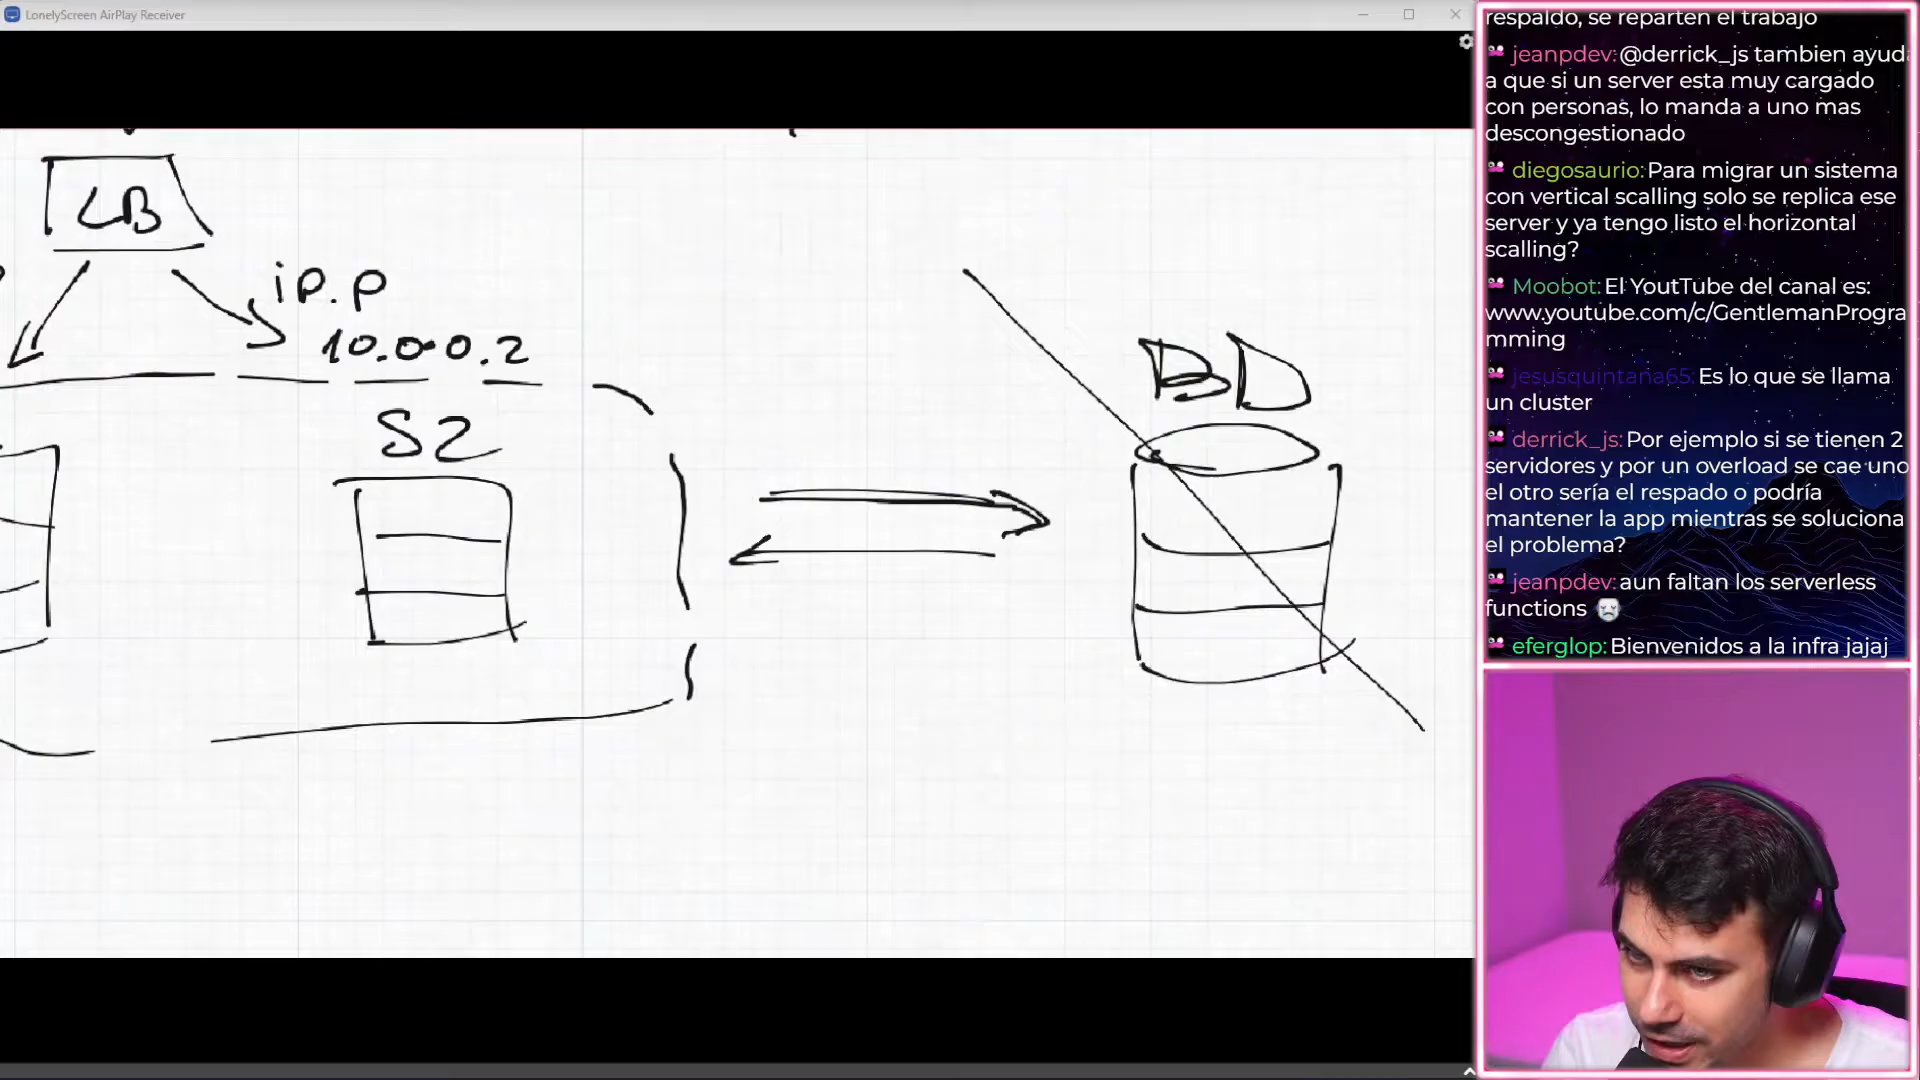 LonelyScreen AirPlay Receiver
LB
iP.P
10.0.0.2
S2
BD
respaldo, se reparten el trabajo
jeanpdev: @derrick_js tambien ayuda
a que si un server esta muy cargado
con personas, lo manda a uno mas
descongestionado
diegosaurio: Para migrar un sistema
con vertical scalling solo se replica ese
server y ya tengo listo el horizontal
scalling?
Moobot: El YoutTube del canal es:
www.youtube.com/c/GentlemanProgra
mming
jesusquintana65: Es lo que se llama
un cluster
derrick_js: Por ejemplo si se tienen 2
servidores y por un overload se cae uno
el otro sería el respado o podría
mantener la app mientras se soluciona
el problema?
jeanpdev: aun faltan los serverless
functions
eferglop: Bienvenidos a la infra jajaj